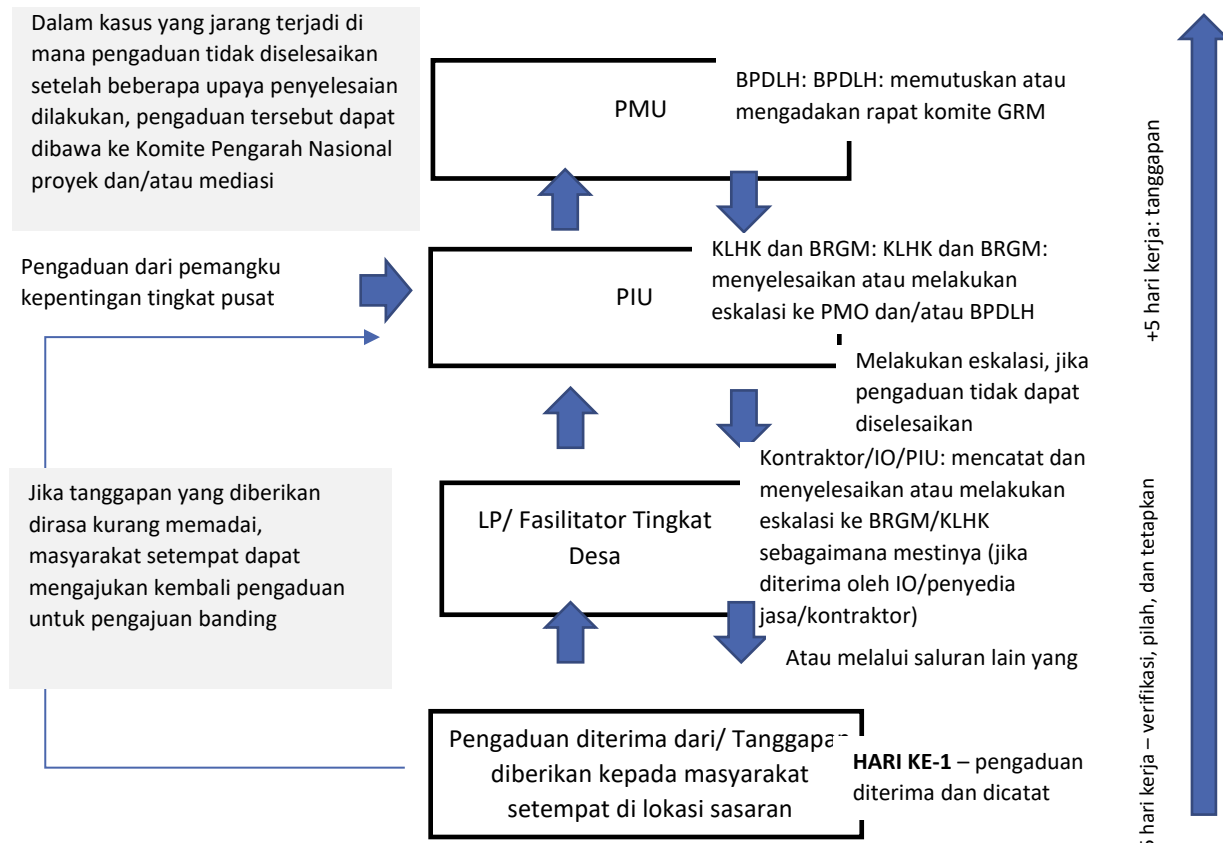 Dalam kasus yang jarang terjadi di
mana pengaduan tidak diselesaikan
setelah beberapa upaya penyelesaian
dilakukan, pengaduan tersebut dapat
dibawa ke Komite Pengarah Nasional
proyek dan/atau mediasi
PMU
BPDLH: BPDLH: memutuskan atau
mengadakan rapat komite GRM
Pengaduan dari pemangku
kepentingan tingkat pusat
PIU
KLHK dan BRGM: KLHK dan BRGM:
menyelesaikan atau melakukan
eskalasi ke PMO dan/atau BPDLH
Melakukan eskalasi, jika
pengaduan tidak dapat
diselesaikan
Jika tanggapan yang diberikan
dirasa kurang memadai,
masyarakat setempat dapat
mengajukan kembali pengaduan
untuk pengajuan banding
LP/ Fasilitator Tingkat
Desa
Kontraktor/IO/PIU: mencatat dan
menyelesaikan atau melakukan
eskalasi ke BRGM/KLHK
sebagaimana mestinya (jika
diterima oleh IO/penyedia
jasa/kontraktor)
Atau melalui saluran lain yang
Pengaduan diterima dari/ Tanggapan
diberikan kepada masyarakat
setempat di lokasi sasaran
HARI KE-1 – pengaduan
diterima dan dicatat
+5 hari kerja: tanggapan
hari kerja – verifikasi, pilah, dan tetapkan